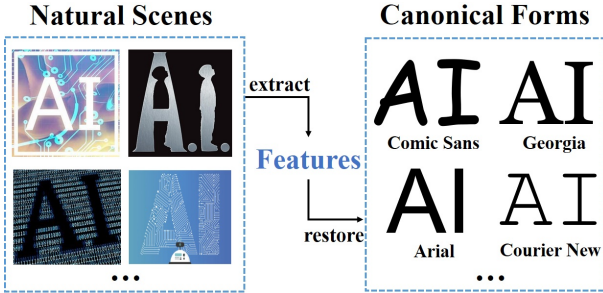 Natural Scenes
Canonical Forms
AI
A.I.
AI
AI
...
extract
Features
restore
AI
Comic Sans
AI
Georgia
AI
Arial
AI
Courier New
...